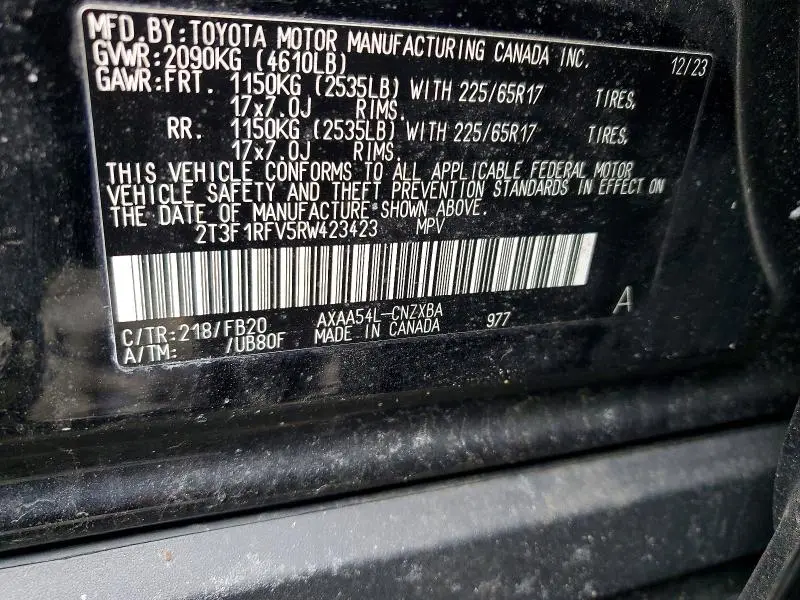 MFD.BY:TOYOTA MOTOR MANUFACTURING CANADA INC.
GVWR:2090KG (4610LB) 12/23
GAWR:FRT. 1150KG (2535LB) WITH 225/65R17 TIRES,
17x7.0J RIMS.
RR. 1150KG (2535LB) WITH 225/65R17 TIRES,
17x7.0J RIMS.
THIS VEHICLE CONFORMS TO ALL APPLICABLE FEDERAL MOTOR
VEHICLE SAFETY AND THEFT PREVENTION STANDARDS IN EFFECT ON
THE DATE OF MANUFACTURE SHOWN ABOVE.
2T3F1RFV5RW423423 MPV
A
C/TR:218/FB20 AXAA54L-CNZXBA 977
A/TM: /UB80F MADE IN CANADA